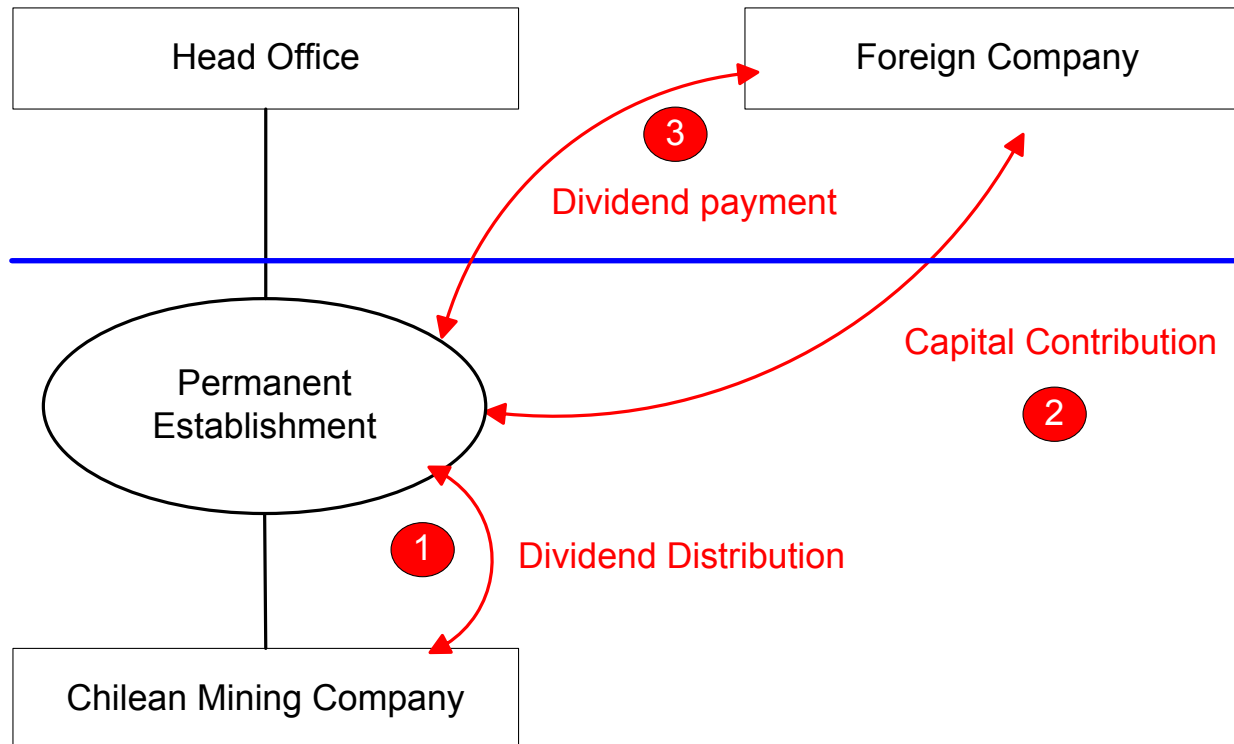 Head Office
Foreign Company
3
Dividend payment
Capital Contribution
2
Permanent
Establishment
1
Dividend Distribution
Chilean Mining Company